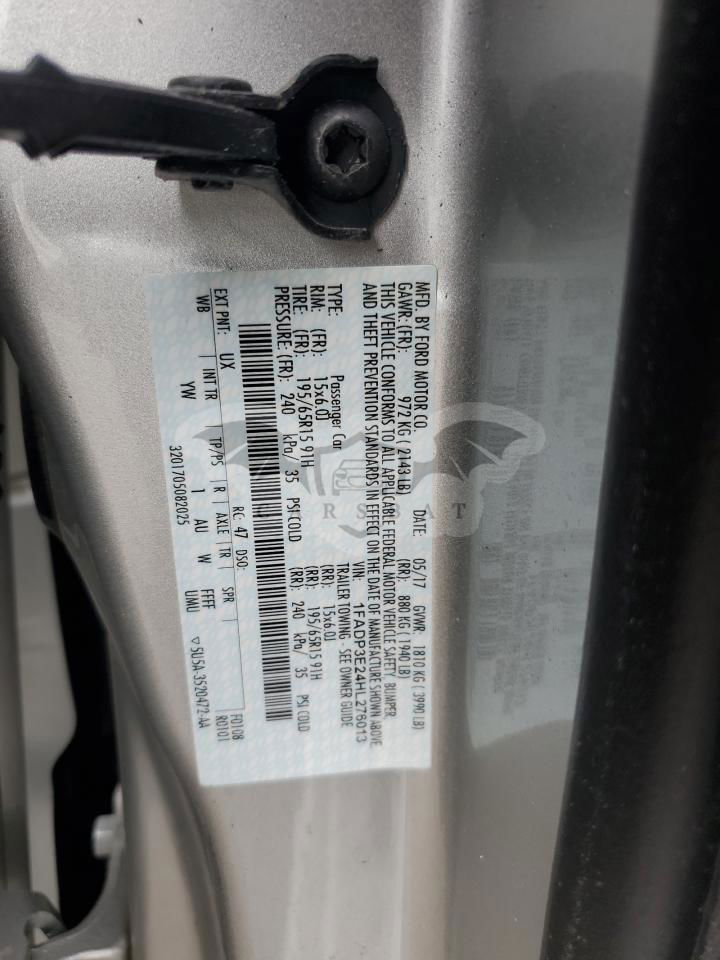 MFD. BY FORD MOTOR CO. DATE: 05/17 GVWR: 1810 KG ( 3990 LB)
GAWR: (FR): 972 KG ( 2143 LB) (RR): 880 KG ( 1940 LB)
THIS VEHICLE CONFORMS TO ALL APPLICABLE FEDERAL MOTOR VEHICLE SAFETY, BUMPER,
AND THEFT PREVENTION STANDARDS IN EFFECT ON THE DATE OF MANUFACTURE SHOWN ABOVE.
VIN: 1FADP3E24HL276013
TYPE: Passenger Car TRAILER TOWING - SEE OWNER GUIDE
RIM: (FR): 15x6.0J (RR): 15x6.0J
TIRE: (FR): 195/65R15 91H (RR): 195/65R15 91H
PRESSURE: (FR): 240 kPa/ 35 PSI COLD (RR): 240 kPa/ 35 PSI COLD
RC: 47 DSO: F0108
EXT PNT: UX R0101
INT TR TP/PS R AXLE TR SPR
WB YW 1 AU W FFFF UMU
3201705082025
▽5U5A-3520472-AA
CARSBAT